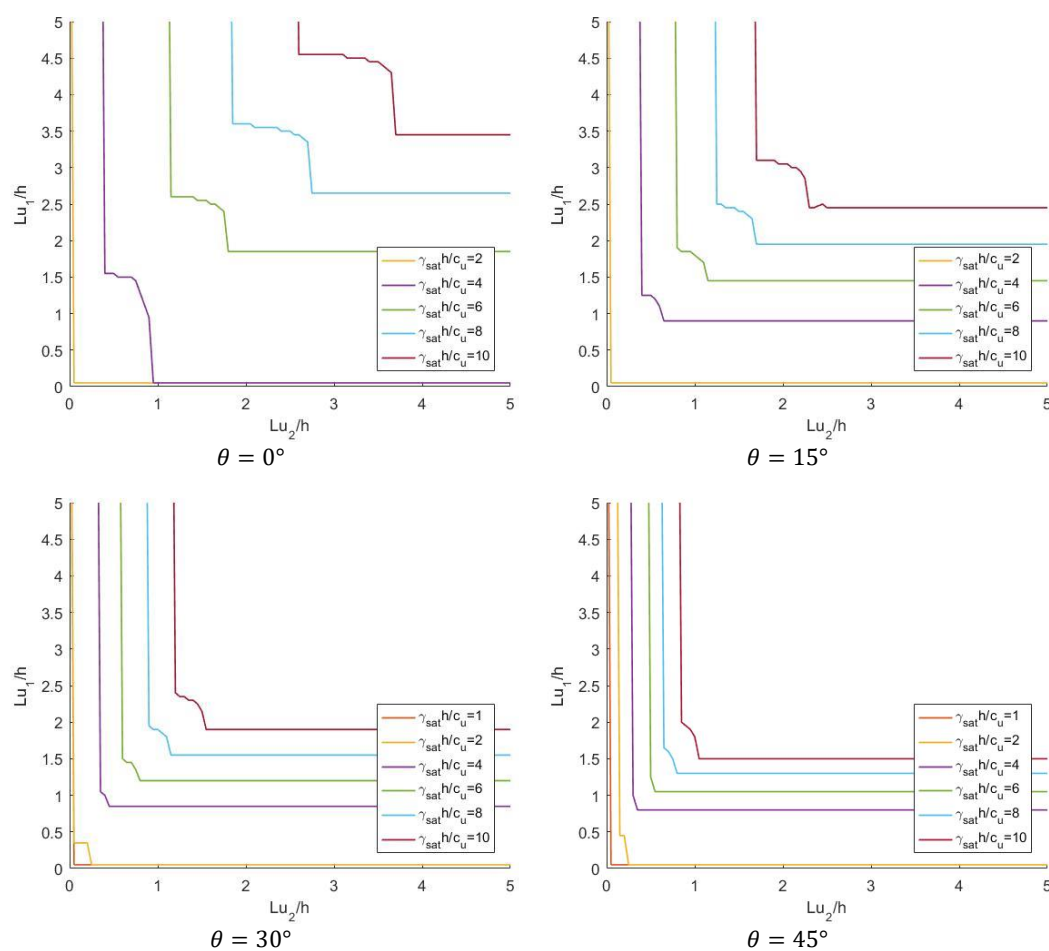 5
4.5
4
3.5
3
2.5
2
1.5
1
0.5
0
Lu1/h
0 1 2 3 4 5
Lu2/h
γsath/cu=2
γsath/cu=4
γsath/cu=6
γsath/cu=8
γsath/cu=10
θ = 0°
5
4.5
4
3.5
3
2.5
2
1.5
1
0.5
0
Lu1/h
0 1 2 3 4 5
Lu2/h
γsath/cu=2
γsath/cu=4
γsath/cu=6
γsath/cu=8
γsath/cu=10
θ = 15°
5
4.5
4
3.5
3
2.5
2
1.5
1
0.5
0
Lu1/h
0 1 2 3 4 5
Lu2/h
γsath/cu=1
γsath/cu=2
γsath/cu=4
γsath/cu=6
γsath/cu=8
γsath/cu=10
θ = 30°
5
4.5
4
3.5
3
2.5
2
1.5
1
0.5
0
Lu1/h
0 1 2 3 4 5
Lu2/h
γsath/cu=1
γsath/cu=2
γsath/cu=4
γsath/cu=6
γsath/cu=8
γsath/cu=10
θ = 45°